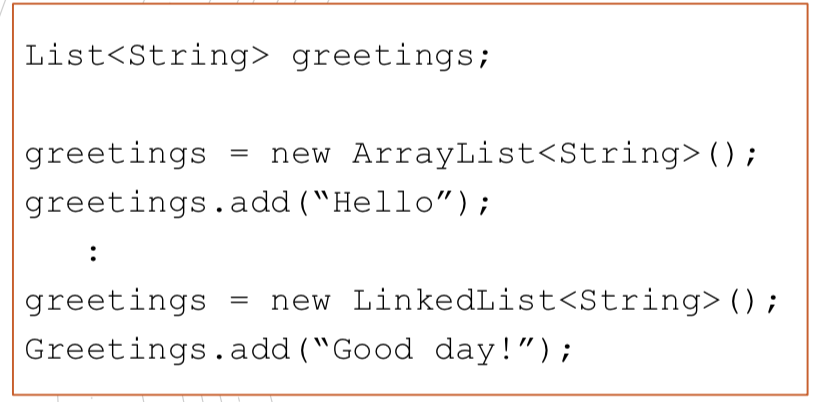 List<String> greetings;
greetings = new ArrayList<String>();
greetings.add(“Hello”);
:
greetings = new LinkedList<String>();
Greetings.add(“Good day!”);